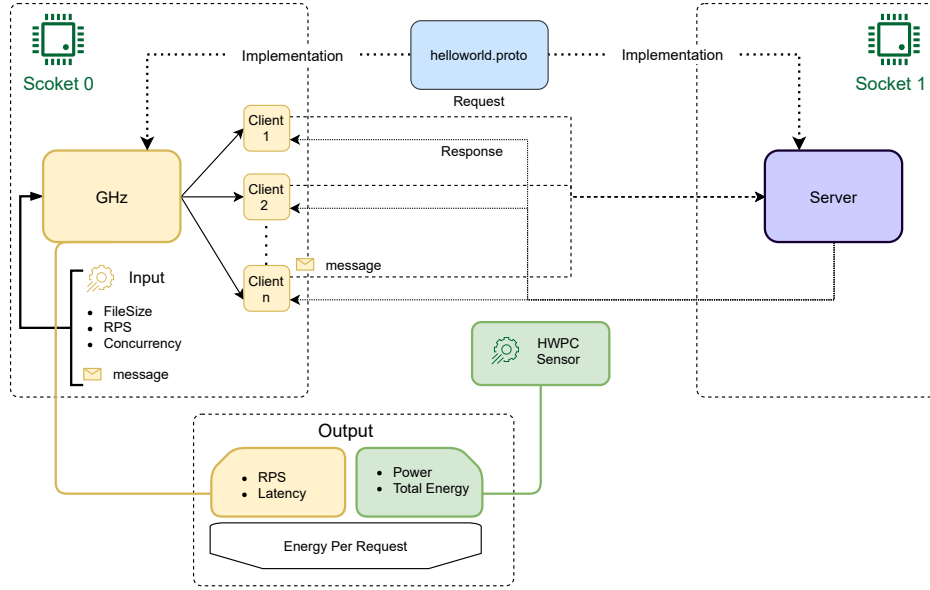 Scoket 0
Implementation
helloworld.proto
Implementation
Socket 1
Request
Client
1
Response
GHz
Client
2
Server
message
Client
n
Input
FileSize
RPS
Concurrency
message
HWPC
Sensor
Output
RPS
Latency
Power
Total Energy
Energy Per Request